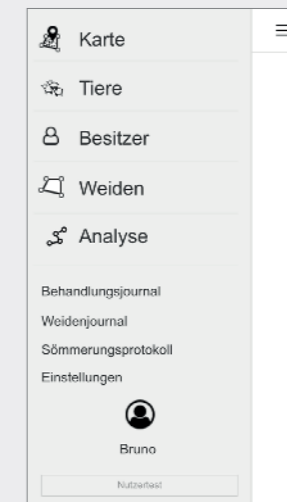 Karte
Tiere
Besitzer
Weiden
Analyse
Behandlungsjournal
Weidenjournal
Sömmerungsprotokoll
Einstellungen
Bruno
Nutzertest